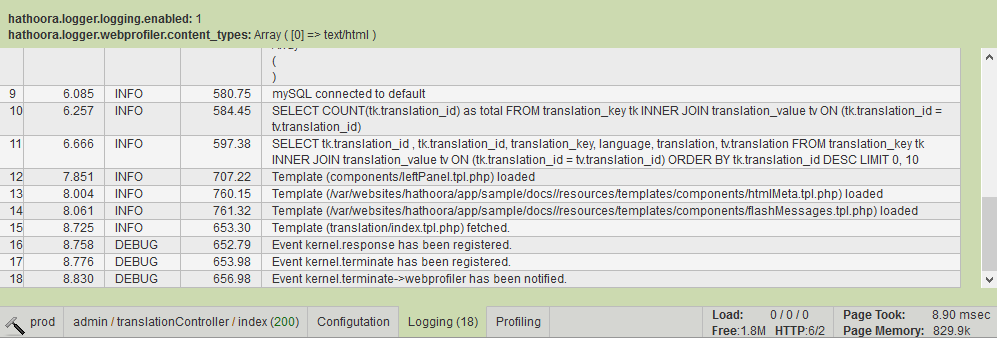 hathoora.logger.logging.enabled: 1
hathoora.logger.webprofiler.content_types: Array ( [0] => text/html )
(
)
9 6.085 INFO 580.75 mySQL connected to default
10 6.257 INFO 584.45 SELECT COUNT(tk.translation_id) as total FROM translation_key tk INNER JOIN translation_value tv ON (tk.translation_id =
tv.translation_id)
11 6.666 INFO 597.38 SELECT tk.translation_id , tk.translation_id, translation_key, language, translation, tv.translation FROM translation_key tk
INNER JOIN translation_value tv ON (tk.translation_id = tv.translation_id) ORDER BY tk.translation_id DESC LIMIT 0, 10
12 7.851 INFO 707.22 Template (components/leftPanel.tpl.php) loaded
13 8.004 INFO 760.15 Template (/var/websites/hathoora/app/sample/docs//resources/templates/components/htmlMeta.tpl.php) loaded
14 8.061 INFO 761.32 Template (/var/websites/hathoora/app/sample/docs//resources/templates/components/flashMessages.tpl.php) loaded
15 8.725 INFO 653.30 Template (translation/index.tpl.php) fetched.
16 8.758 DEBUG 652.79 Event kernel.response has been registered.
17 8.776 DEBUG 653.98 Event kernel.terminate has been registered.
18 8.830 DEBUG 656.98 Event kernel.terminate->webprofiler has been notified.
prod admin / translationController / index (200) Configutation Logging (18) Profiling
Load: 0 / 0 / 0 Page Took: 8.90 msec
Free:1.8M HTTP:6/2 Page Memory: 829.9k